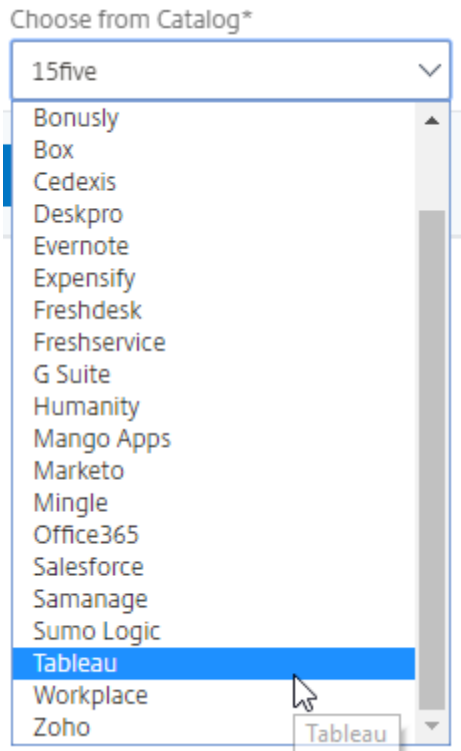 Choose from Catalog*
15five
Bonusly
Box
Cedexis
Deskpro
Evernote
Expensify
Freshdesk
Freshservice
G Suite
Humanity
Mango Apps
Marketo
Mingle
Office365
Salesforce
Samanage
Sumo Logic
Tableau
Workplace
Zoho
Tableau